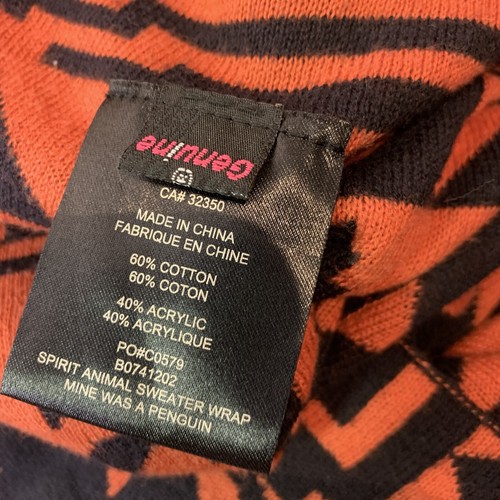 Genuine
CA# 32350
MADE IN CHINA
FABRIQUE EN CHINE
60% COTTON
60% COTON
40% ACRYLIC
40% ACRYLIQUE
PO#C0579
B0741202
SPIRIT ANIMAL SWEATER WRAP
MINE WAS A PENGUIN